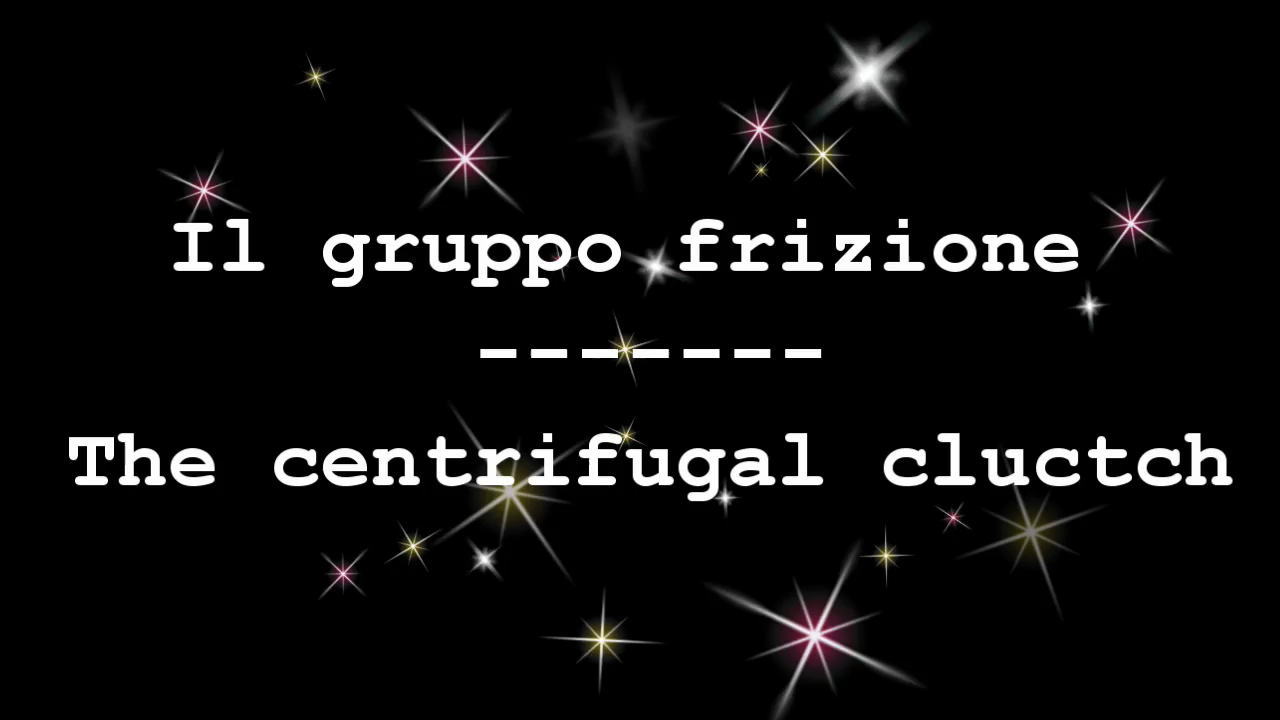 Il gruppo frizione
-------
The centrifugal cluctch